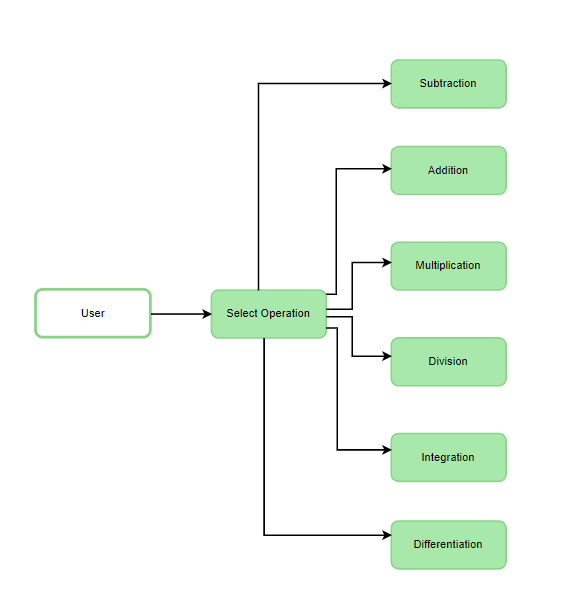 Subtraction
Addition
Multiplication
User
Select Operation
Division
Integration
Differentiation